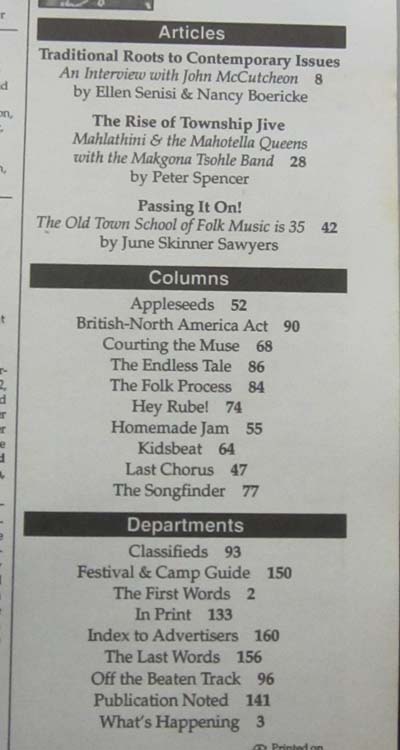 Articles
Traditional Roots to Contemporary Issues
An Interview with John McCutcheon 8
by Ellen Senisi & Nancy Boericke
The Rise of Township Jive
Mahlathini & the Mahotella Queens
with the Makgona Tsohle Band 28
by Peter Spencer
Passing It On!
The Old Town School of Folk Music is 35 42
by June Skinner Sawyers
Columns
Appleseeds 52
British-North America Act 90
Courting the Muse 68
The Endless Tale 86
The Folk Process 84
Hey Rube! 74
Homemade Jam 55
Kidsbeat 64
Last Chorus 47
The Songfinder 77
Departments
Classifieds 93
Festival & Camp Guide 150
The First Words 2
In Print 133
Index to Advertisers 160
The Last Words 156
Off the Beaten Track 96
Publication Noted 141
What's Happening 3
Printed on